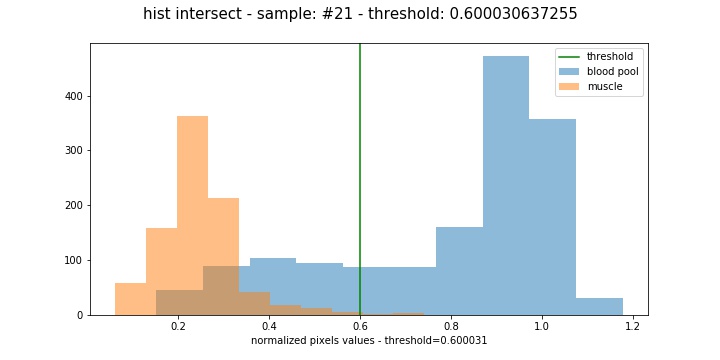 hist intersect - sample: #21 - threshold: 0.600030637255
threshold
blood pool
muscle
400
300
200
100
0
0.2 0.4 0.6 0.8 1.0 1.2
normalized pixels values - threshold=0.600031